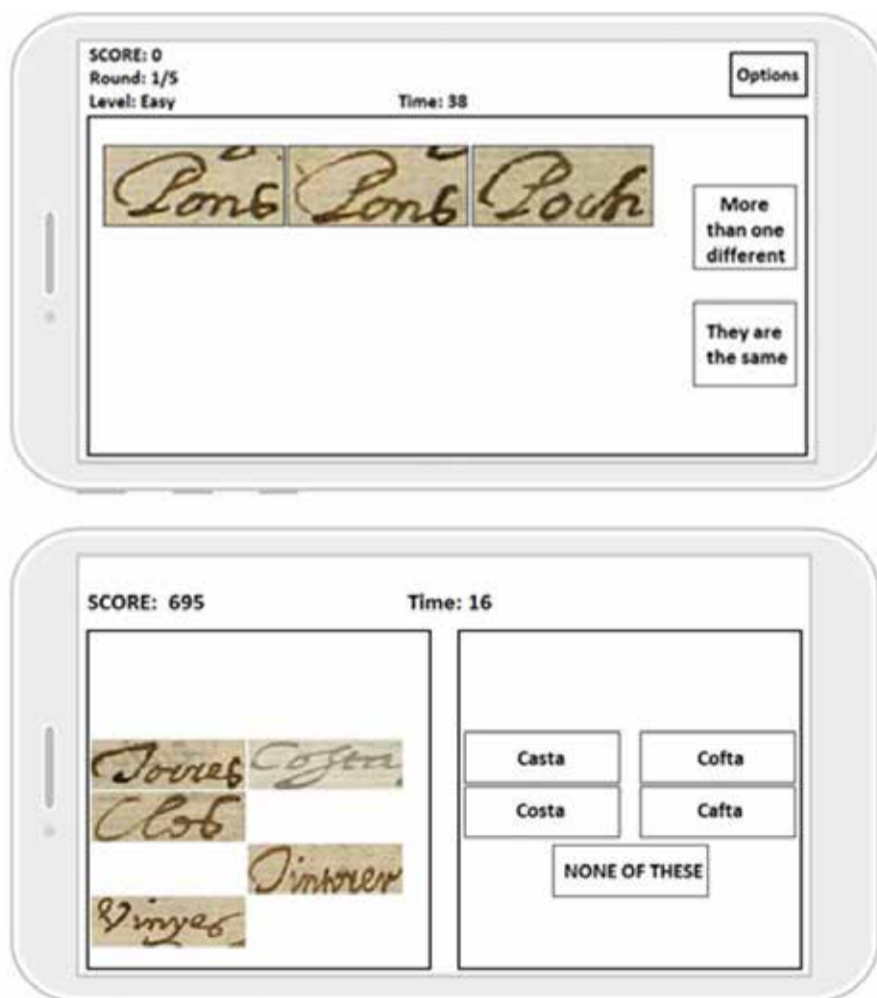 SCORE: 0
Round: 1/5
Level: Easy
Time: 38
Options
Pons
Pons
Poch
More
than one
different
They are
the same
SCORE: 695
Time: 16
Torres
Costa
Clos
Tintorer
Vinyes
Casta
Cofta
Costa
Cafta
NONE OF THESE